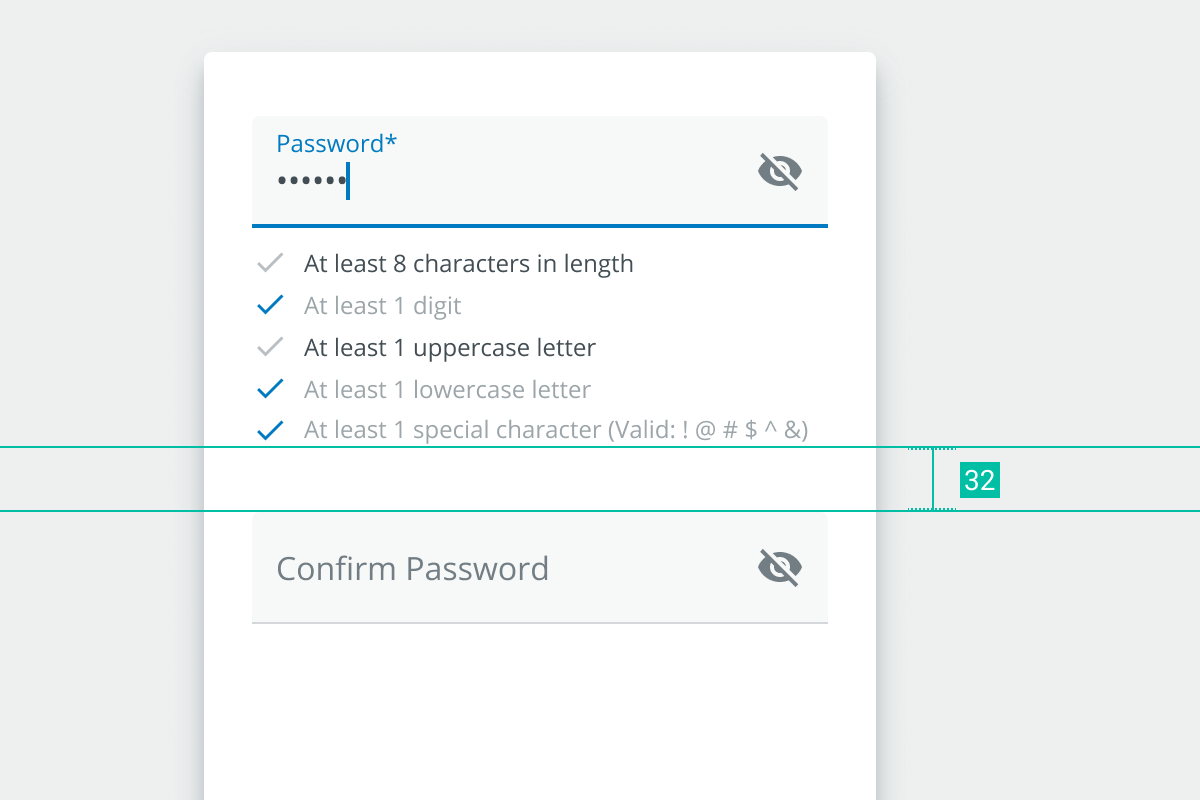 Password*
••••••
At least 8 characters in length
At least 1 digit
At least 1 uppercase letter
At least 1 lowercase letter
At least 1 special character (Valid: ! @ # $ ^ &)
32
Confirm Password